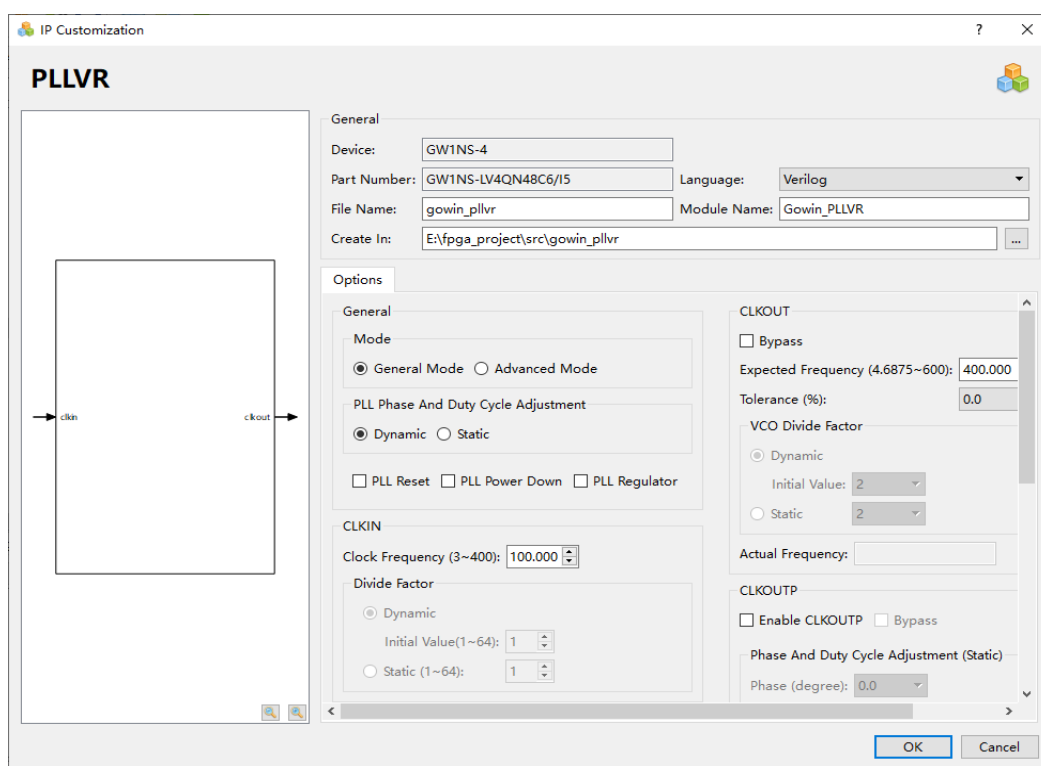 IP Customization
?
PLLVR
clkin
clkout
General
Device: GW1NS-4
Part Number: GW1NS-LV4QN48C6/I5 Language: Verilog
File Name: gowin_pllvr Module Name: Gowin_PLLVR
Create In: E:\fpga_project\src\gowin_pllvr ...
Options
General
Mode
General Mode Advanced Mode
PLL Phase And Duty Cycle Adjustment
Dynamic Static
PLL Reset PLL Power Down PLL Regulator
CLKIN
Clock Frequency (3~400): 100.000
Divide Factor
Dynamic
Initial Value(1~64): 1
Static (1~64): 1
CLKOUT
Bypass
Expected Frequency (4.6875~600): 400.000
Tolerance (%): 0.0
VCO Divide Factor
Dynamic
Initial Value: 2
Static 2
Actual Frequency:
CLKOUTP
Enable CLKOUTP Bypass
Phase And Duty Cycle Adjustment (Static)
Phase (degree): 0.0
OK Cancel